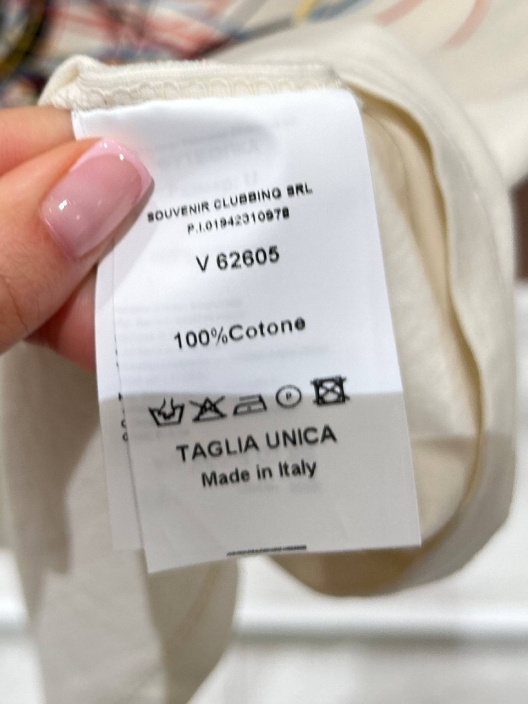 SOUVENIR CLUBBING SRL
P.I.01942310978
V 62605
100%Cotone
P
TAGLIA UNICA
Made in Italy